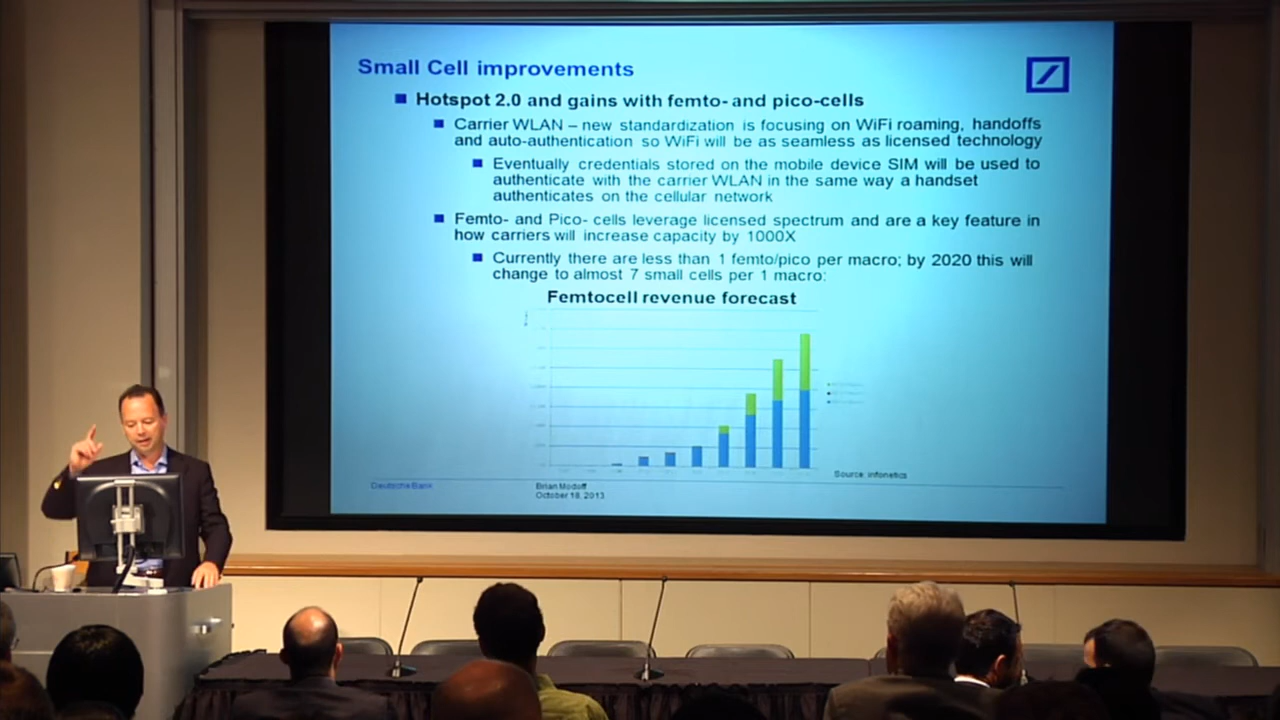 Small Cell improvements
Hotspot 2.0 and gains with femto- and pico-cells
Carrier WLAN – new standardization is focusing on WiFi roaming, handoffs
and auto-authentication so WiFi will be as seamless as licensed technology
Eventually credentials stored on the mobile device SIM will be used to
authenticate with the carrier WLAN in the same way a handset
authenticates on the cellular network
Femto- and Pico- cells leverage licensed spectrum and are a key feature in
how carriers will increase capacity by 1000X
Currently there are less than 1 femto/pico per macro; by 2020 this will
change to almost 7 small cells per 1 macro:
Femtocell revenue forecast
Source: infonetics
Deutsche Bank
Brian Modoff
October 18, 2013